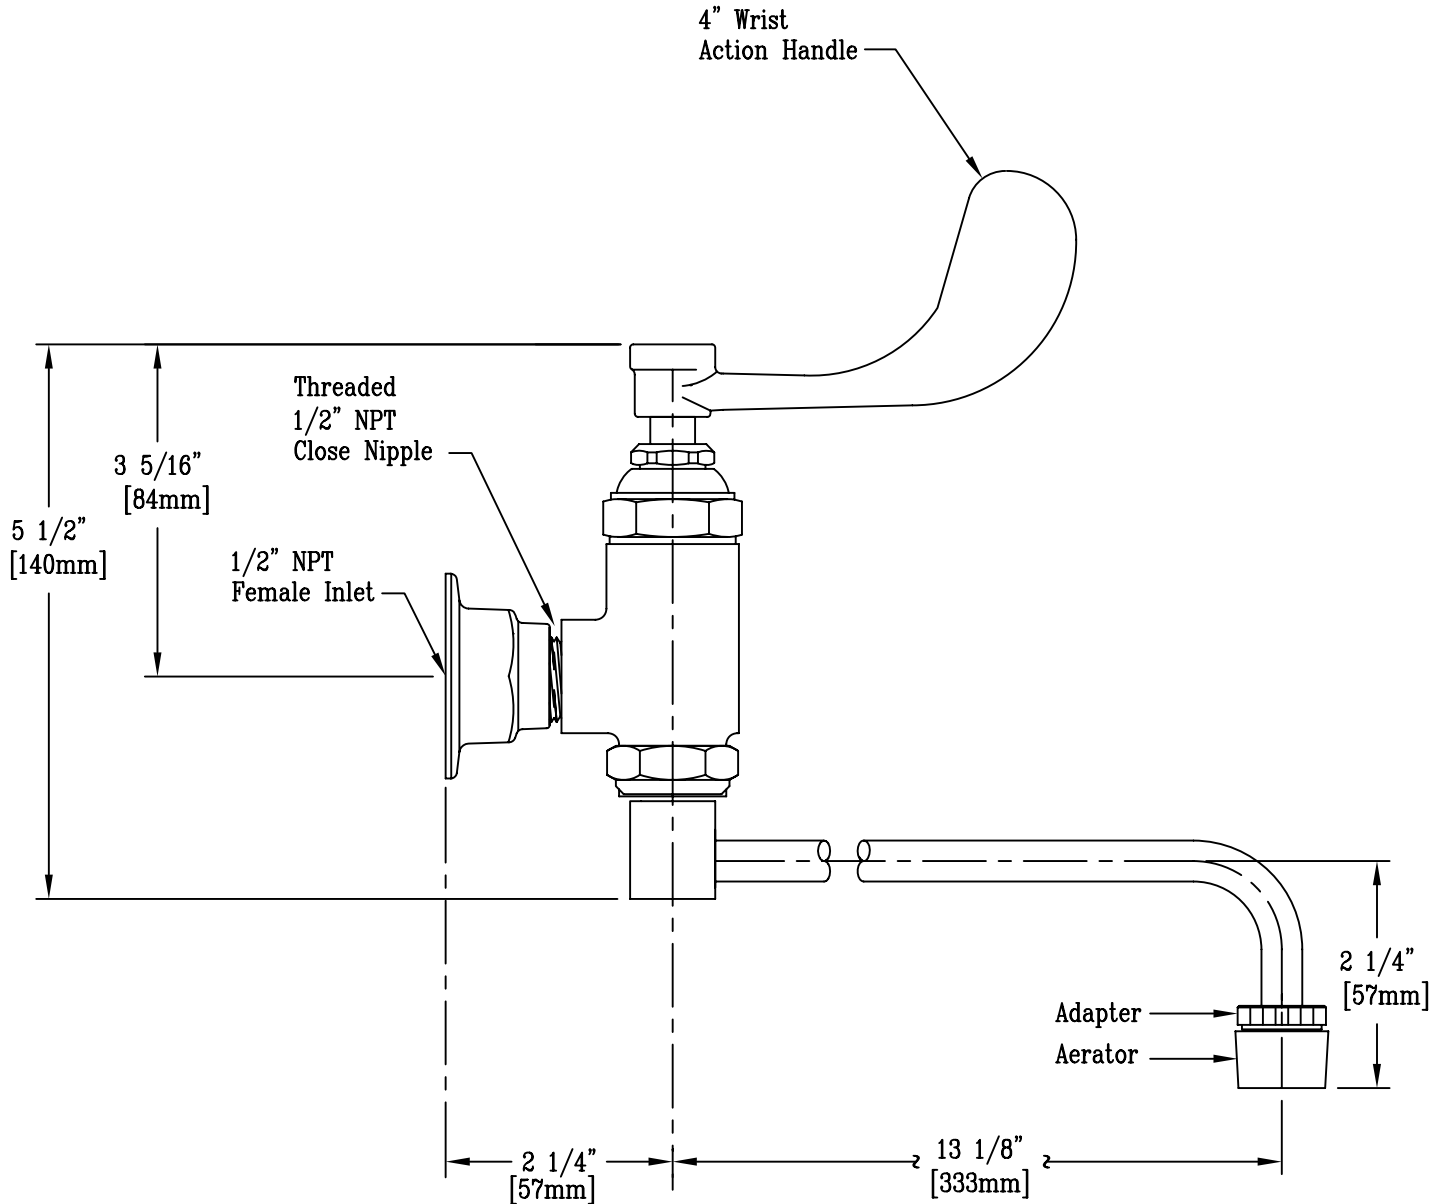 4” Wrist
Action Handle
Threaded
1/2” NPT
Close Nipple
3 5/16”
[84mm]
5 1/2”
[140mm]
1/2” NPT
Female Inlet
2 1/4”
[57mm]
Adapter
Aerator
2 1/4”
[57mm]
13 1/8”
[333mm]